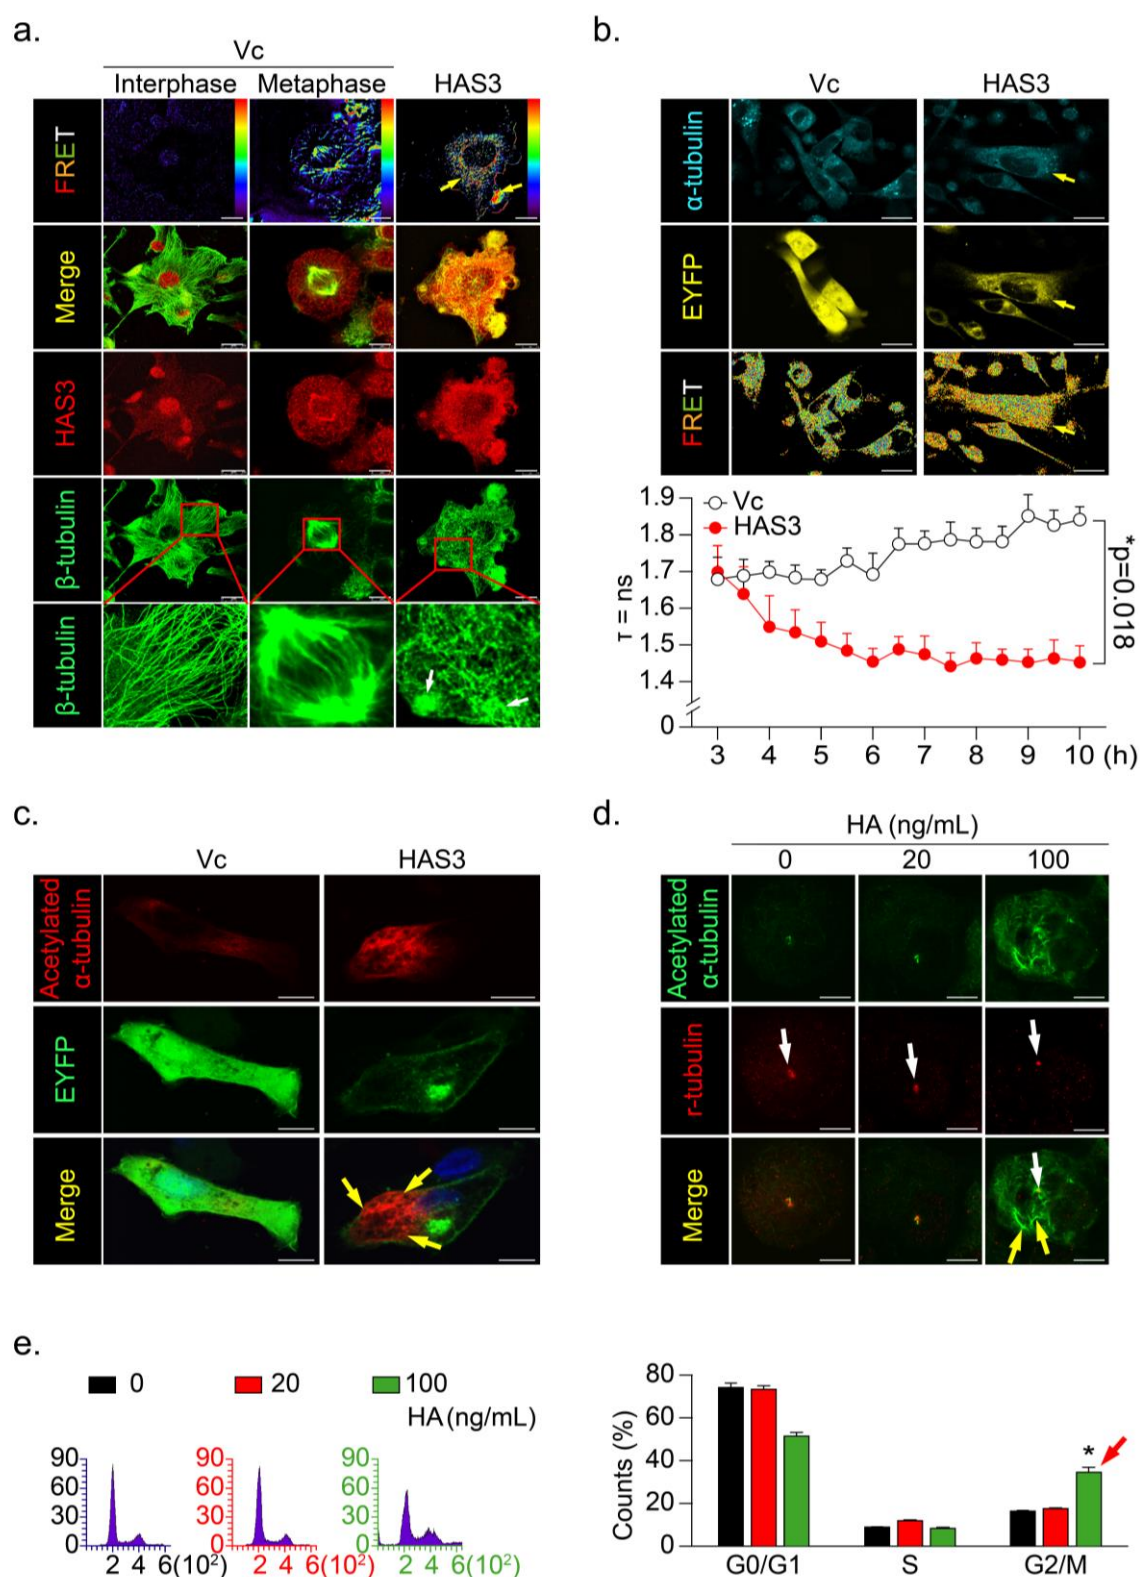 a.
Vc
Interphase Metaphase HAS3
FRET
Merge
HAS3
β-tubulin
β-tubulin
b.
Vc HAS3
α-tubulin
EYFP
FRET
1.9
1.8
1.7
1.6
1.5
1.4
0
τ = ns
Vc
HAS3
*p=0.018
3 4 5 6 7 8 9 10 (h)
c.
Vc HAS3
Acetylated
α-tubulin
EYFP
Merge
d.
HA (ng/mL)
0 20 100
Acetylated
α-tubulin
r-tubulin
Merge
e.
0 20 100
HA (ng/mL)
90 90 90
60 60 60
30 30 30
0 0 0
2 4 6(10²) 2 4 6(10²) 2 4 6(10²)
80
60
40
20
0
Counts (%)
*
G0/G1 S G2/M